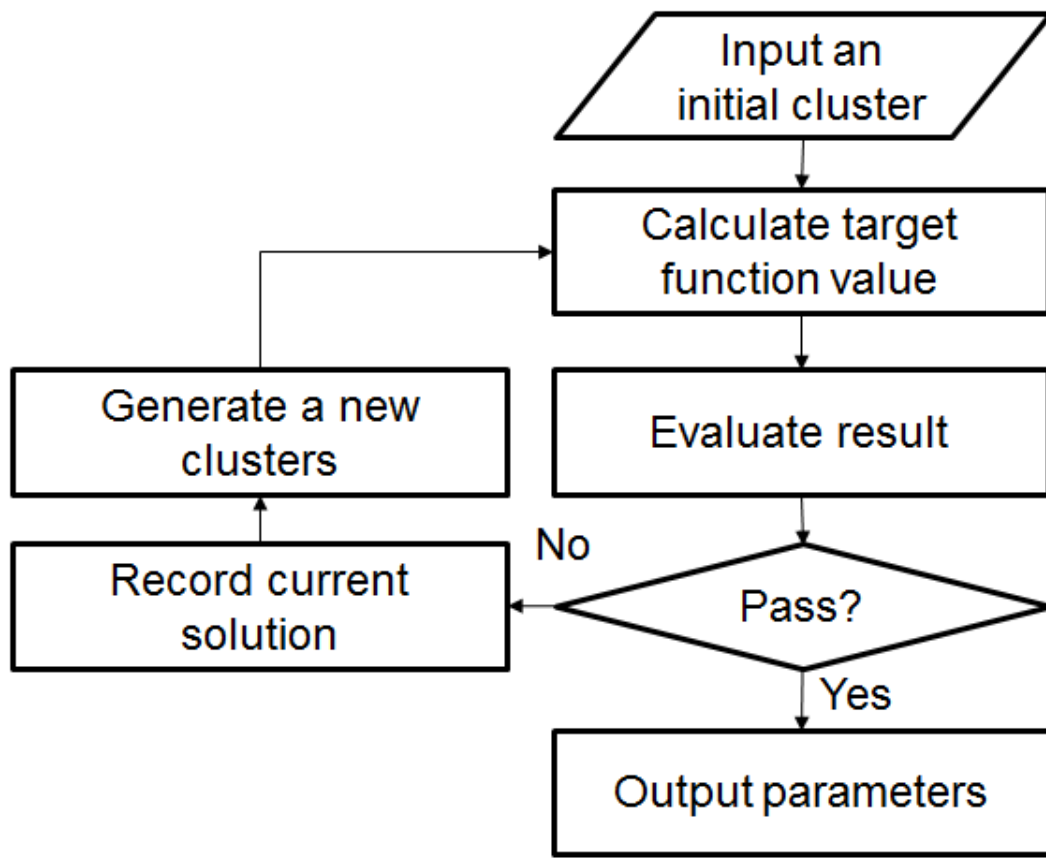 Input an
initial cluster
Calculate target
function value
Evaluate result
Pass?
No
Record current
solution
Generate a new
clusters
Yes
Output parameters